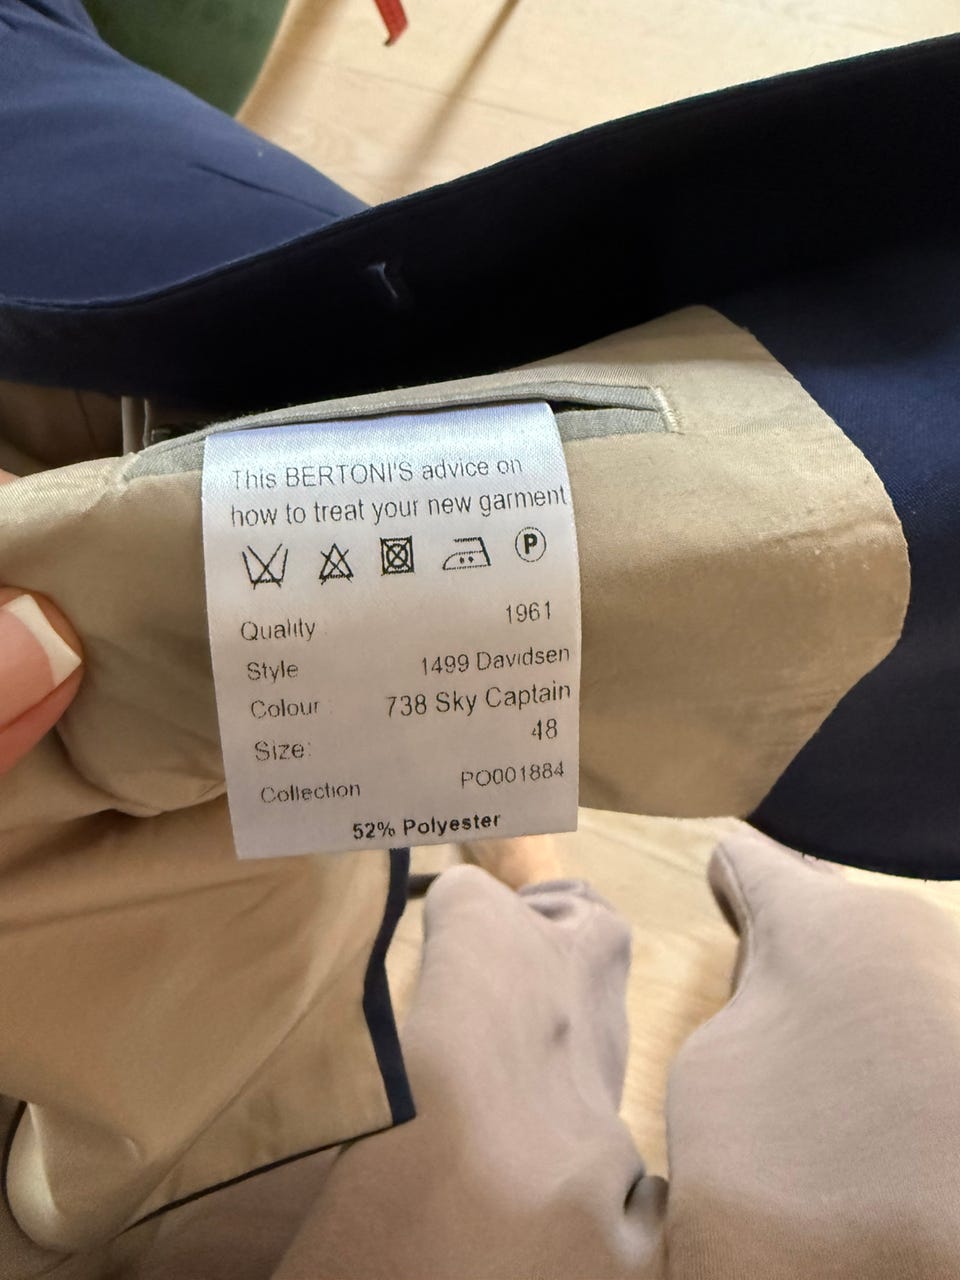 This BERTONI'S advice on
how to treat your new garment
P
Quality 1961
Style 1499 Davidsen
Colour 738 Sky Captain
Size: 48
Collection PO001884
52% Polyester